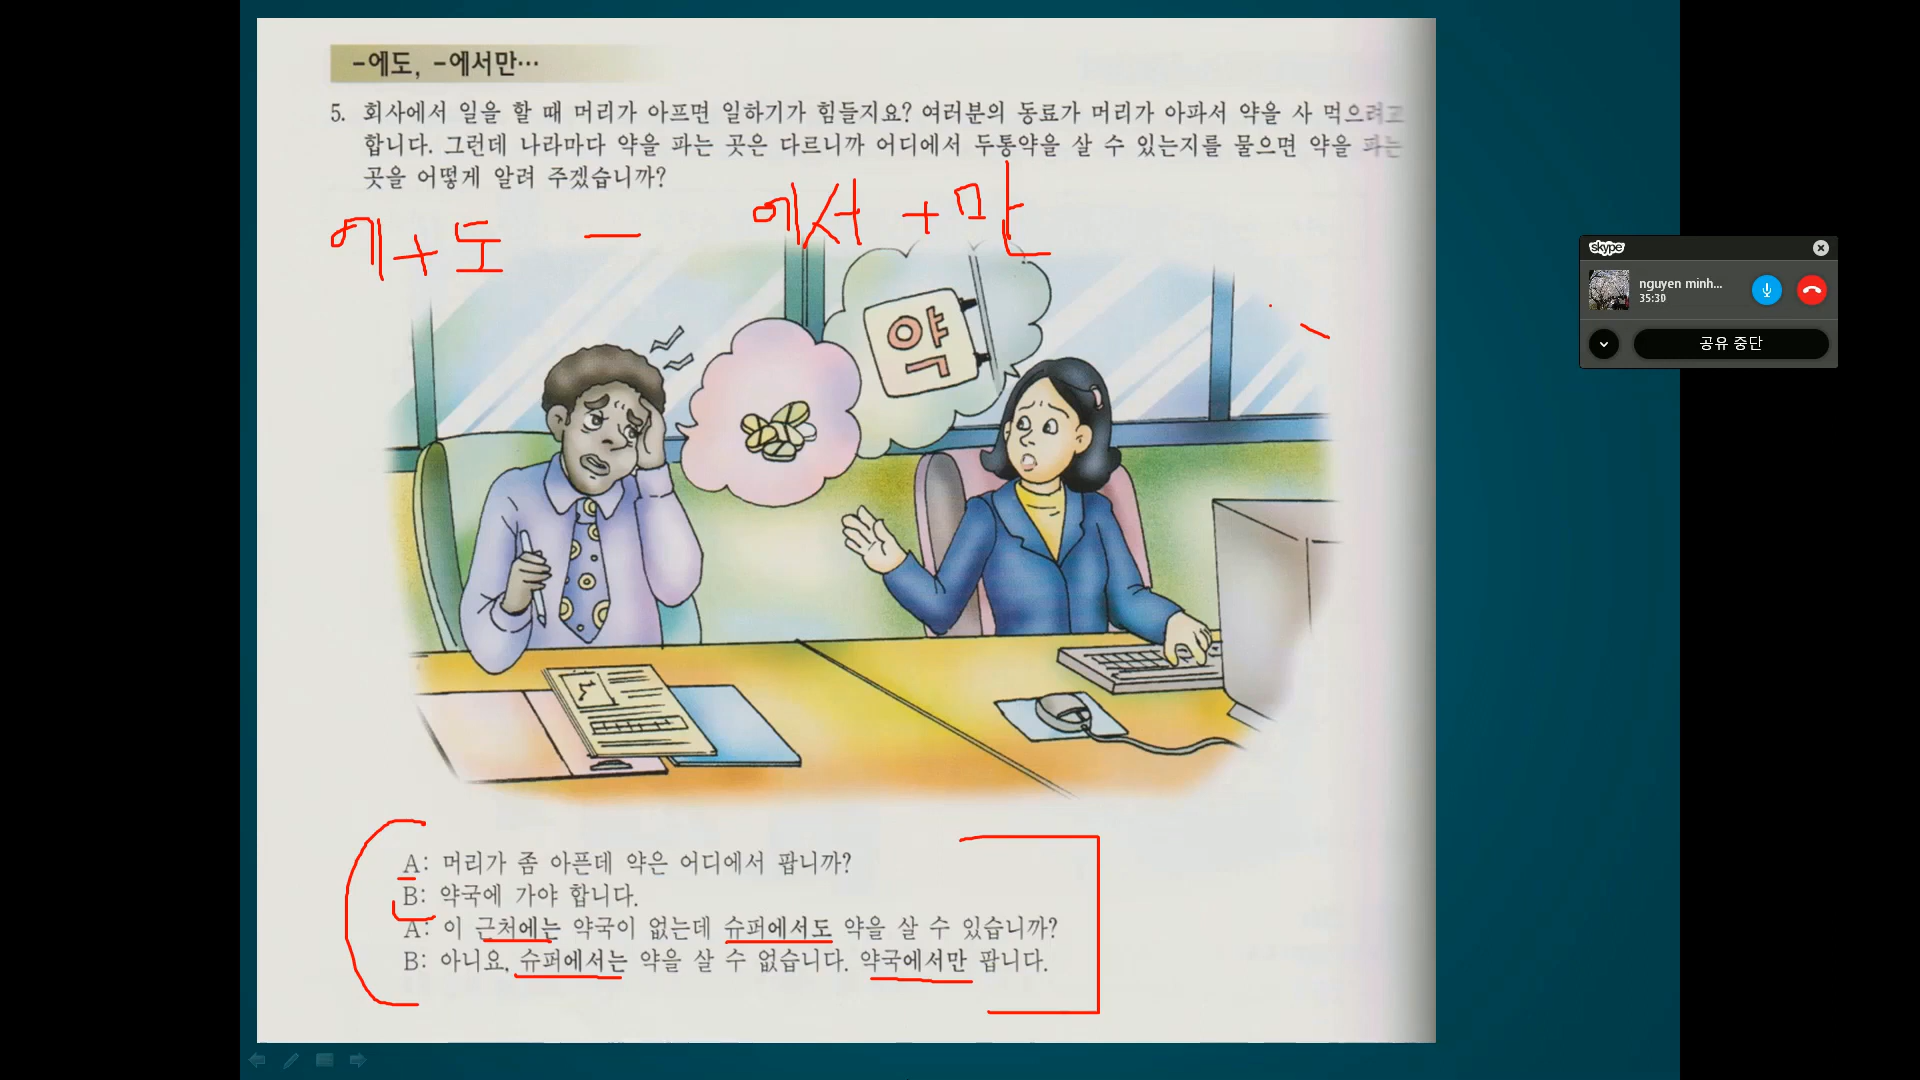 -에도, -에서만…
5. 회사에서 일을 할 때 머리가 아프면 일하기가 힘들지요? 여러분의 동료가 머리가 아파서 약을 사 먹으려고
합니다. 그런데 나라마다 약을 파는 곳은 다르니까 어디에서 두통약을 살 수 있는지를 물으면 약을 파는
곳을 어떻게 알려 주겠습니까?
에+도 — 에서 + 만
약
skype
nguyen minh...
35:30
공유 중단
A: 머리가 좀 아픈데 약은 어디에서 팝니까?
B: 약국에 가야 합니다.
A: 이 근처에는 약국이 없는데 슈퍼에서도 약을 살 수 있습니까?
B: 아니요, 슈퍼에서는 약을 살 수 없습니다. 약국에서만 팝니다.